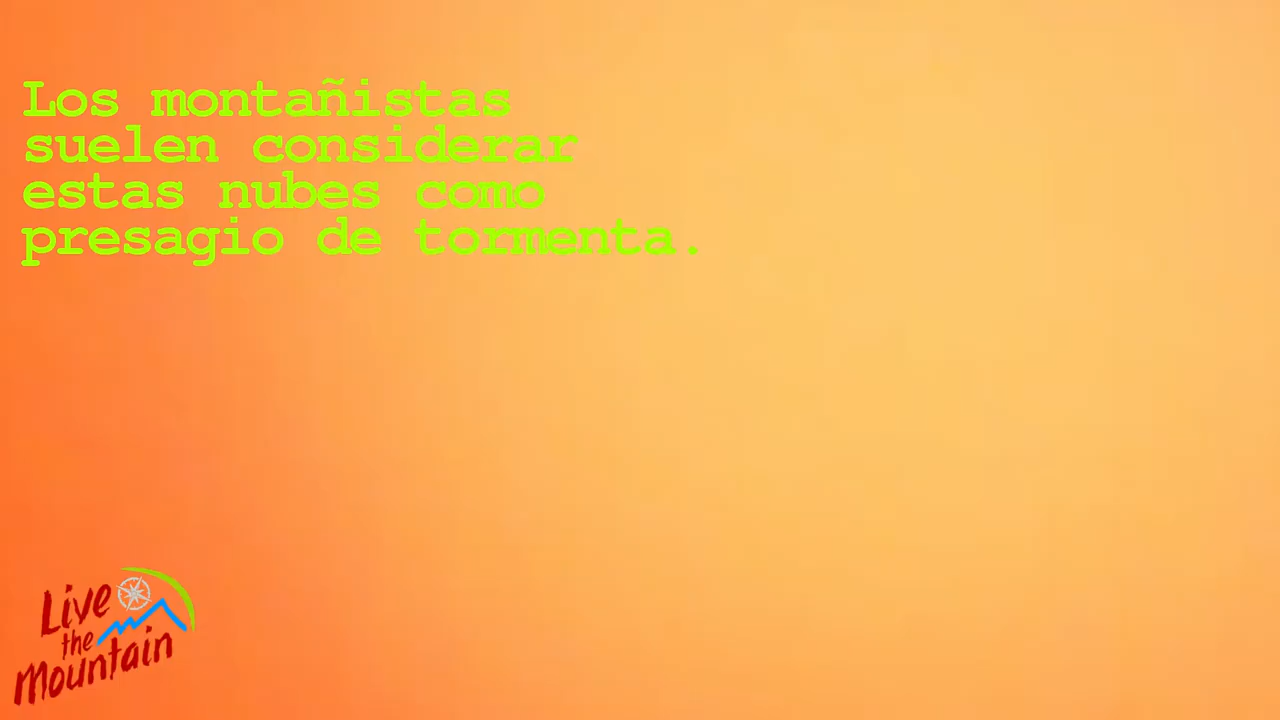 Los montañistas
suelen considerar
estas nubes como
presagio de tormenta.
Live
the
Mountain